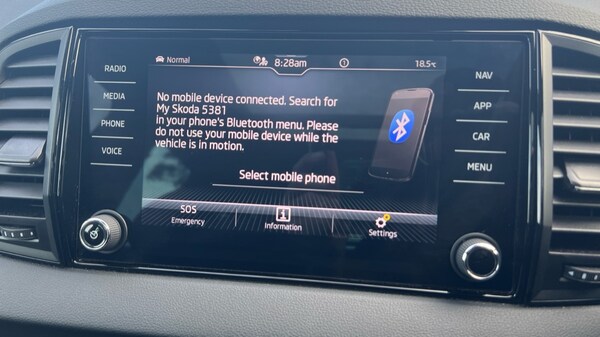 Normal
8:28am
18.5°C
RADIO
MEDIA
PHONE
VOICE
No mobile device connected. Search for
My Skoda 5381
in your phone's Bluetooth menu. Please
do not use your mobile device while the
vehicle is in motion.
Select mobile phone
SOS
Emergency
Information
Settings
NAV
APP
CAR
MENU